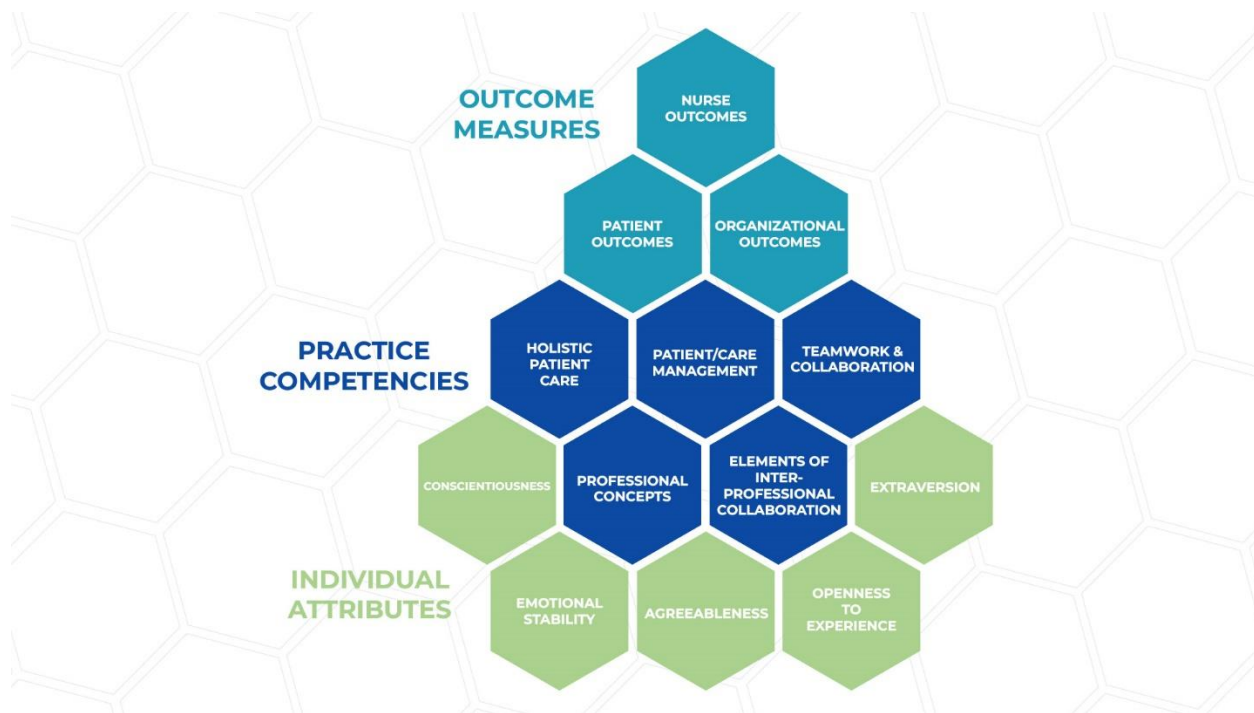 OUTCOME
MEASURES
NURSE
OUTCOMES
PATIENT
OUTCOMES
ORGANIZATIONAL
OUTCOMES
PRACTICE
COMPETENCIES
HOLISTIC
PATIENT
CARE
PATIENT/CARE
MANAGEMENT
TEAMWORK &
COLLABORATION
CONSCIENTIOUSNESS
PROFESSIONAL
CONCEPTS
ELEMENTS OF
INTER-
PROFESSIONAL
COLLABORATION
EXTRAVERSION
INDIVIDUAL
ATTRIBUTES
EMOTIONAL
STABILITY
AGREEABLENESS
OPENNESS
TO
EXPERIENCE